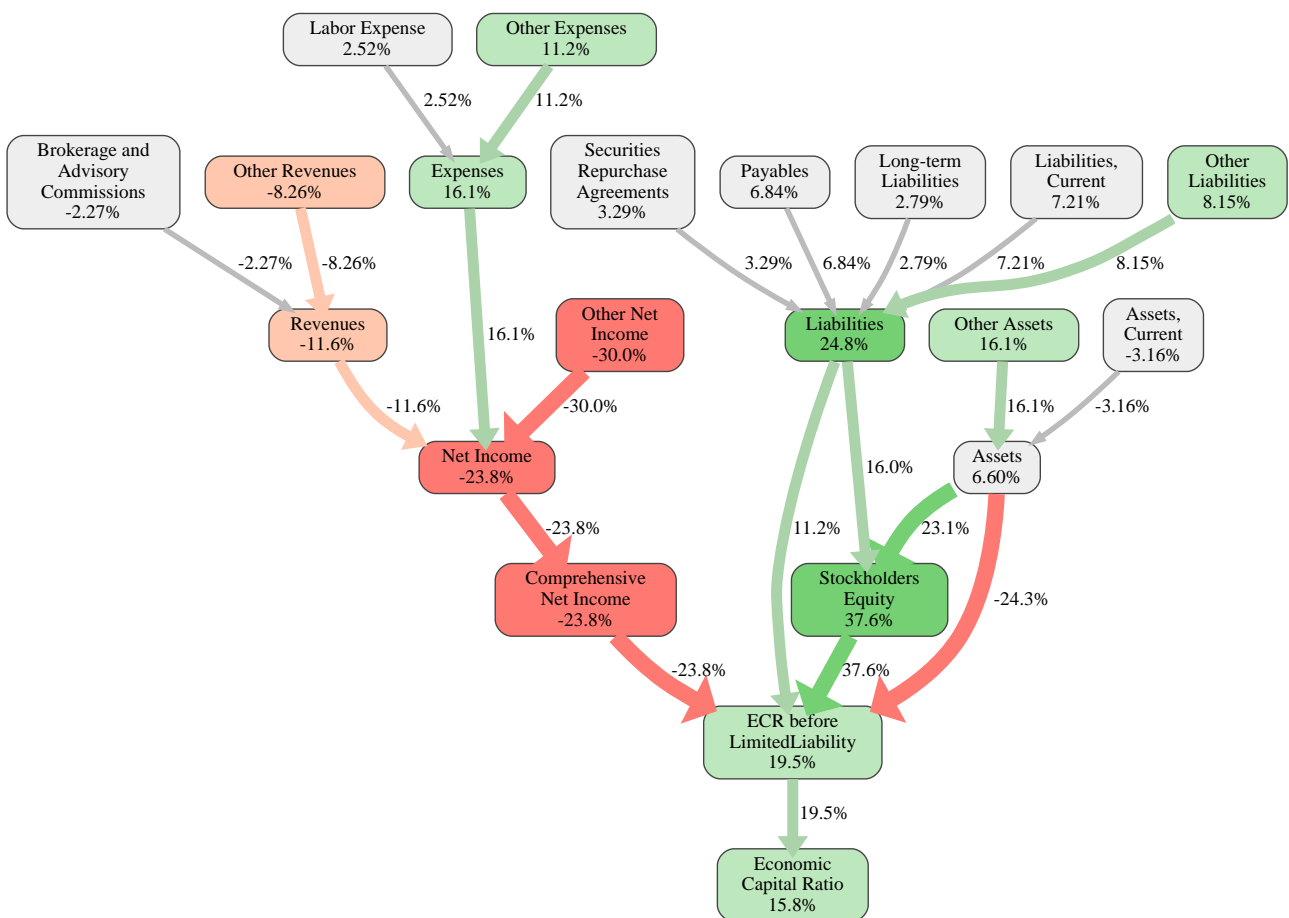 Labor Expense
2.52%
Other Expenses
11.2%
2.52%
11.2%
Brokerage and
Advisory
Commissions
-2.27%
Other Revenues
-8.26%
Expenses
16.1%
Securities
Repurchase
Agreements
3.29%
Payables
6.84%
Long-term
Liabilities
2.79%
Liabilities,
Current
7.21%
Other
Liabilities
8.15%
-2.27%
-8.26%
3.29%
6.84%
2.79%
7.21%
8.15%
Revenues
-11.6%
16.1%
Other Net
Income
-30.0%
Liabilities
24.8%
Other Assets
16.1%
Assets,
Current
-3.16%
-11.6%
-30.0%
16.1%
-3.16%
Net Income
-23.8%
16.0%
Assets
6.60%
-23.8%
11.2%
23.1%
Comprehensive
Net Income
-23.8%
Stockholders
Equity
37.6%
-24.3%
-23.8%
37.6%
ECR before
LimitedLiability
19.5%
19.5%
Economic
Capital Ratio
15.8%